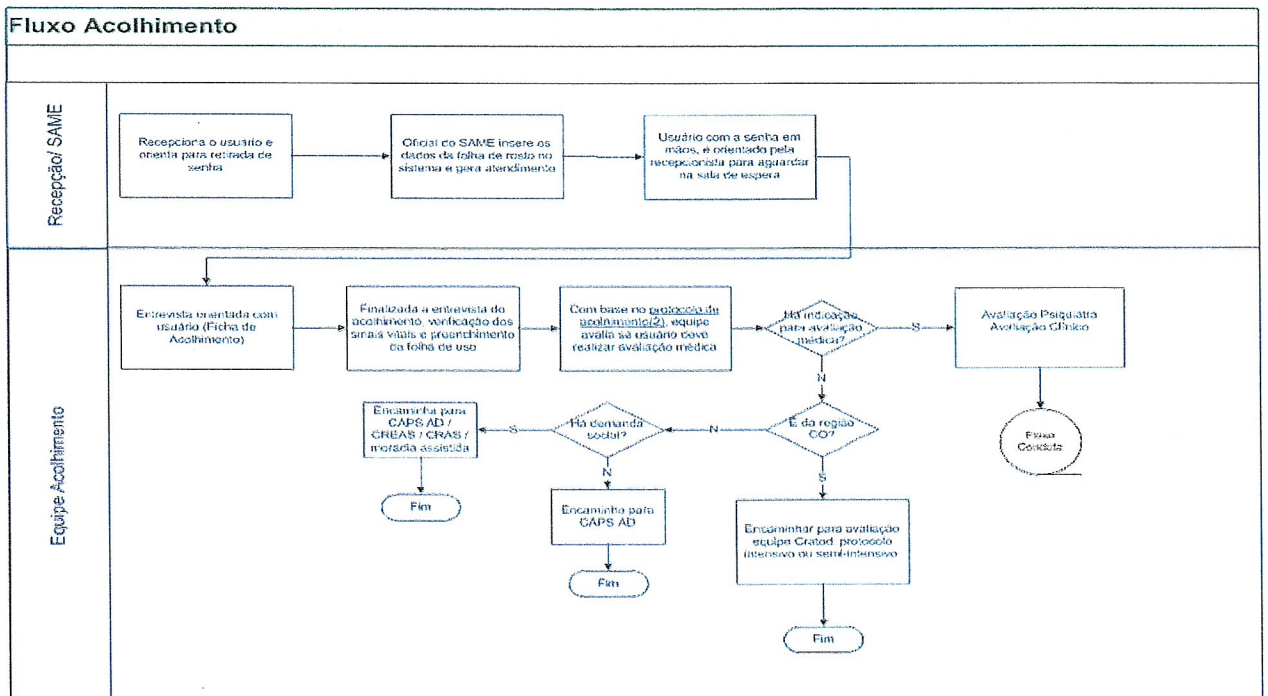 Fluxo Acolhimento
Recepção/ SAME
Recepciona o usuário e
orienta para retirada de
senha
Oficial do SAME insere os
dados da folha de rosto no
sistema e gera atendimento
Usuário com a senha em
mãos, é orientado pela
recepcionista para aguardar
na sala de espera
Equipe Acolhimento
Entrevista orientada com
usuário (Ficha de
Acolhimento)
Finalizada a entrevista do
acolhimento, verificação dos
sinais vitais e preenchimento
da folha de uso
Com base no protocolo de
acolhimento(2), equipe
avalia se usuário deve
realizar avaliação médica
Há indicação
para avaliação
médica?
S
Avaliação Psiquiatra
Avaliação Clínico
N
Fluxo
Conduta
É da região
CO?
N
Há demanda
social?
S
Encaminha para
CAPS AD /
CREAS / CRAS /
moradia assistida
Fim
N
Encaminha para
CAPS AD
Fim
S
Encaminhar para avaliação
equipe Cratod: protocolo
intensivo ou semi-intensivo
Fim